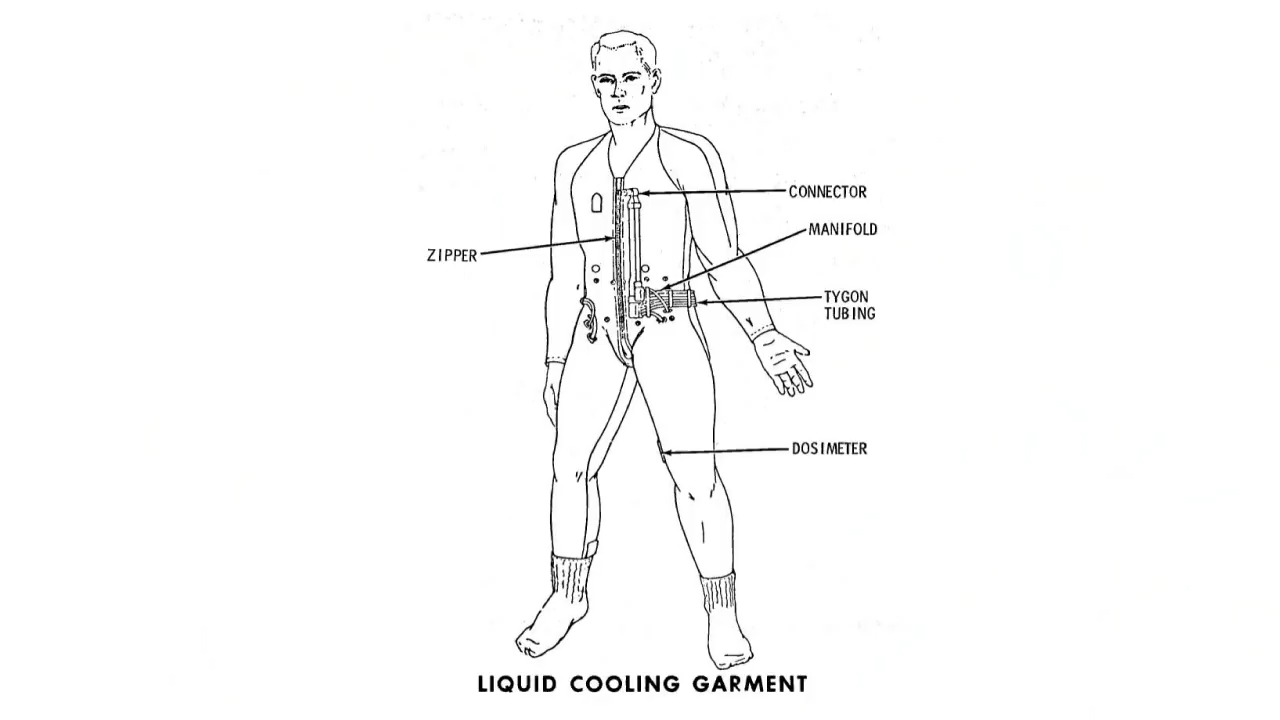 CONNECTOR
MANIFOLD
ZIPPER
TYGON
TUBING
DOSIMETER
LIQUID COOLING GARMENT